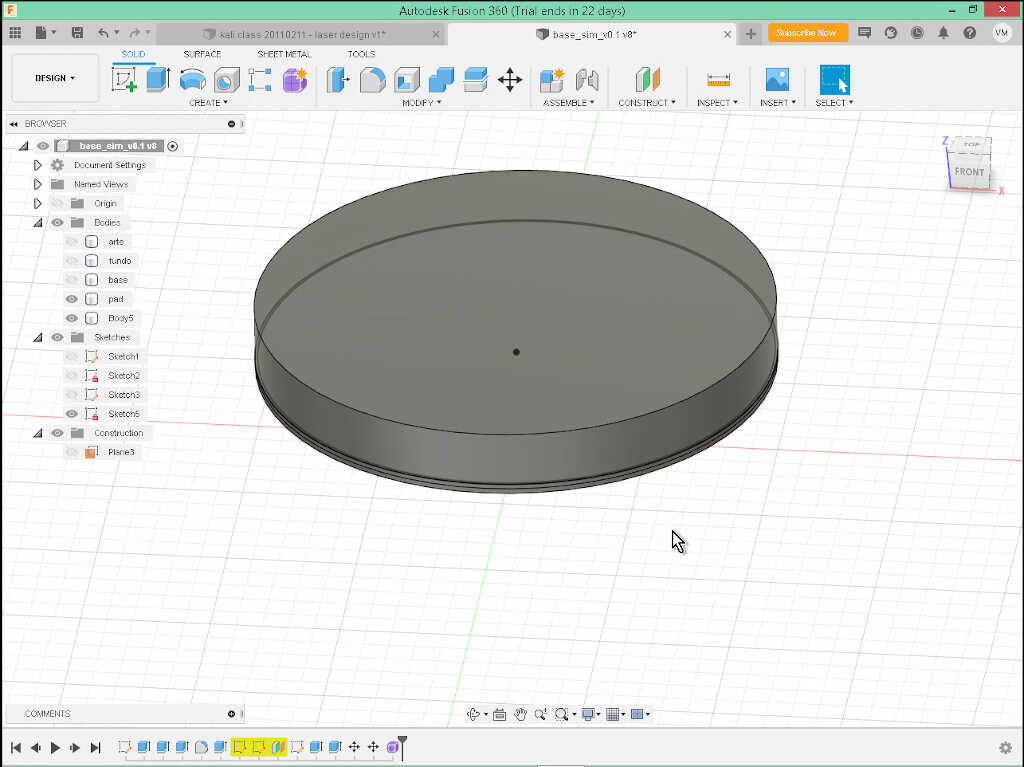 F Autodesk Fusion 360 (Trial ends in 22 days)
kali class 20110211 - laser design v1*
base_sim_v0.1 v8*
Subscribe Now
VM
SOLID SURFACE SHEET METAL TOOLS
DESIGN
CREATE MODIFY ASSEMBLE CONSTRUCT INSPECT INSERT SELECT
BROWSER
base_sim_v0.1 v8
Document Settings
Named Views
Origin
Bodies
arte
fundo
base
pad
Body5
Sketches
Sketch1
Sketch2
Sketch3
Sketch5
Construction
Plane3
Z
TOP
FRONT
X
COMMENTS